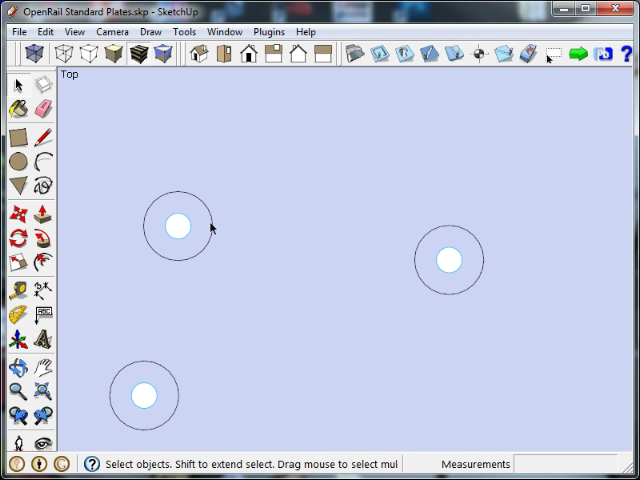 OpenRail Standard Plates.skp - SketchUp
File Edit View Camera Draw Tools Window Plugins Help
Top
ABC
A
Select objects. Shift to extend select. Drag mouse to select mul
Measurements